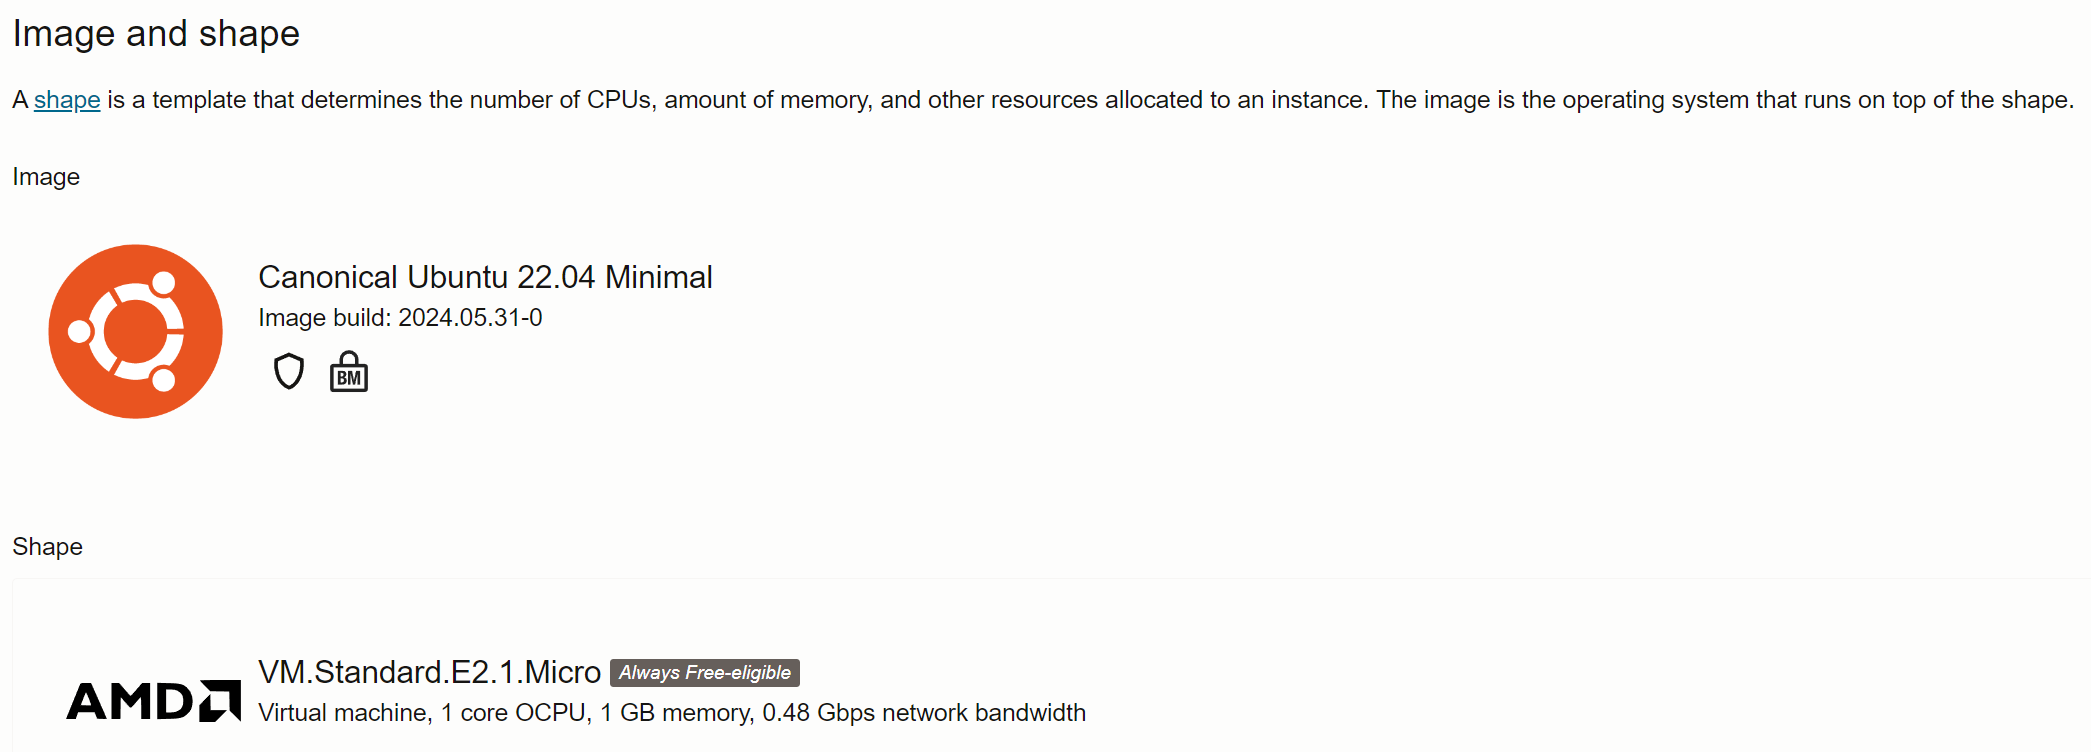 Image and shape
A shape is a template that determines the number of CPUs, amount of memory, and other resources allocated to an instance. The image is the operating system that runs on top of the shape.
Image
Canonical Ubuntu 22.04 Minimal
Image build: 2024.05.31-0
BM
Shape
AMD
VM.Standard.E2.1.Micro Always Free-eligible
Virtual machine, 1 core OCPU, 1 GB memory, 0.48 Gbps network bandwidth